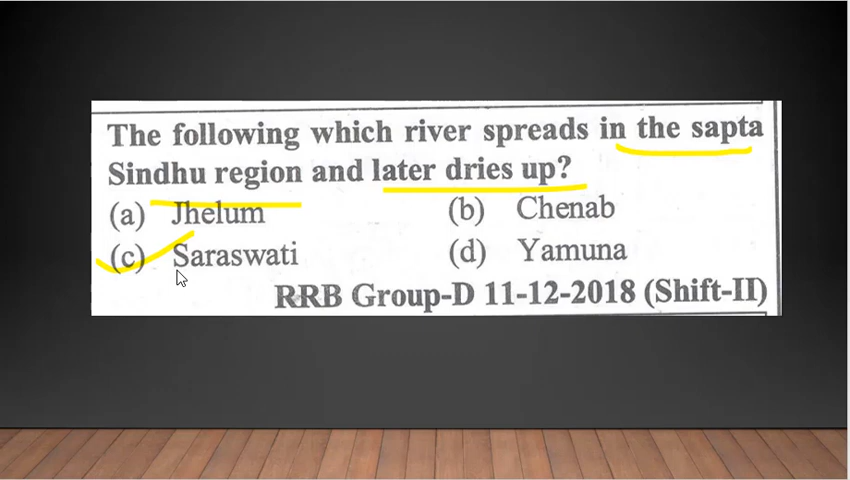 The following which river spreads in the sapta
Sindhu region and later dries up?
(a) Jhelum (b) Chenab
(c) Saraswati (d) Yamuna
RRB Group-D 11-12-2018 (Shift-II)